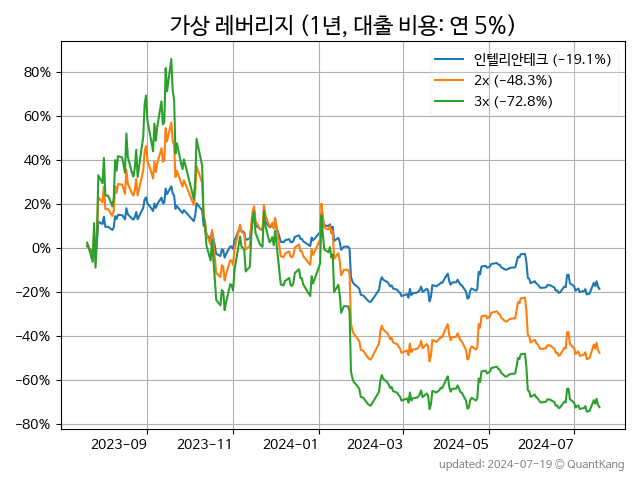 가상 레버리지 (1년, 대출 비용: 연 5%)
인텔리안테크 (−19.1%)
2x (−48.3%)
3x (−72.8%)
80%
60%
40%
20%
0%
−20%
−40%
−60%
−80%
2023-09 2023-11 2024-01 2024-03 2024-05 2024-07
updated: 2024-07-19 © QuantKang